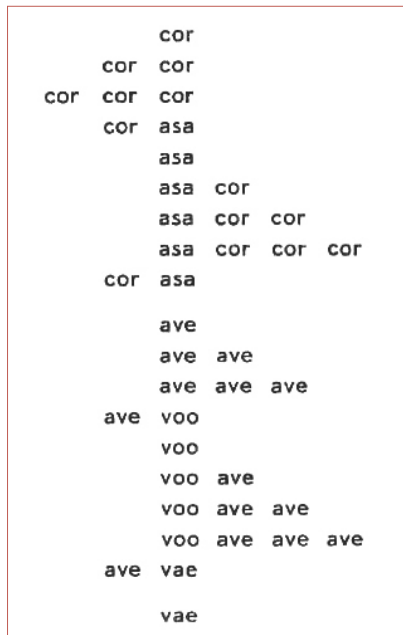 cor
cor cor
cor cor cor
cor asa
asa
asa cor
asa cor cor
asa cor cor cor
cor asa
ave
ave ave
ave ave ave
ave voo
voo
voo ave
voo ave ave
voo ave ave ave
ave vae
vae